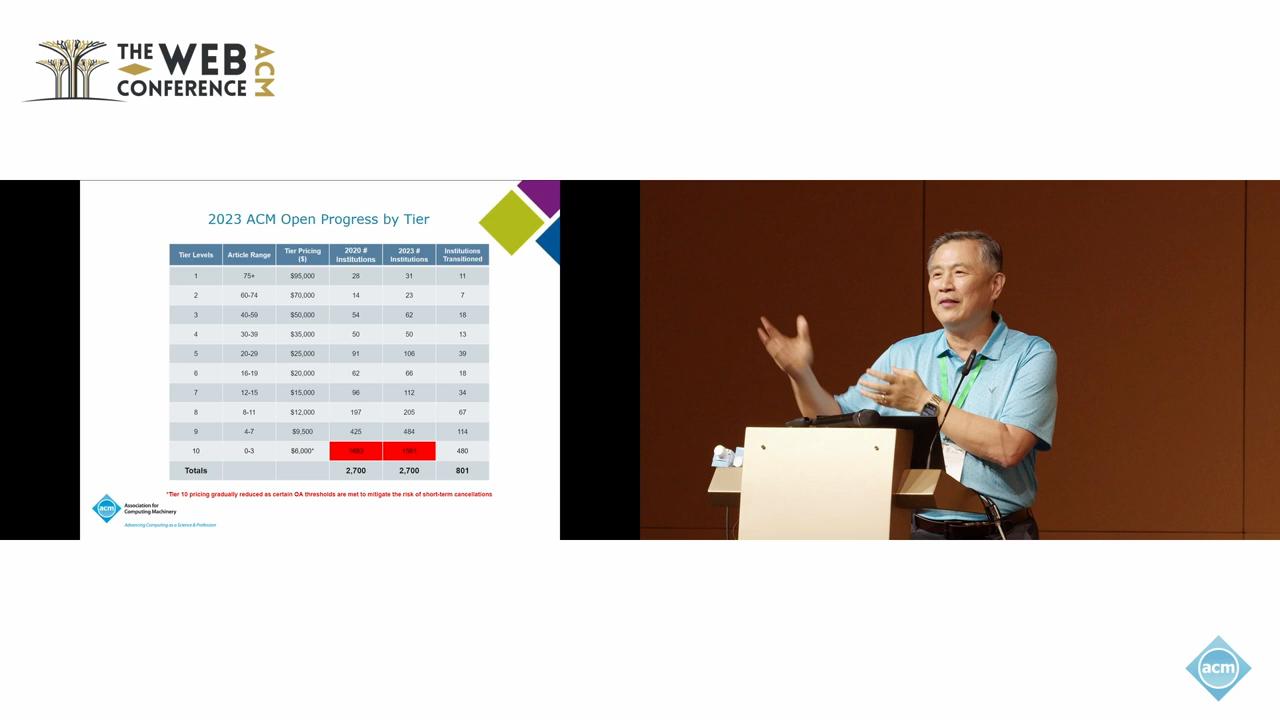 THE WEB
CONFERENCE
ACM
2023 ACM Open Progress by Tier
Tier Levels Article Range Tier Pricing ($) 2020 # Institutions 2023 # Institutions Institutions Transitioned
1 75+ $95,000 28 31 11
2 60-74 $70,000 14 23 7
3 40-59 $50,000 54 62 18
4 30-39 $35,000 50 50 13
5 20-29 $25,000 91 106 39
6 16-19 $20,000 62 66 18
7 12-15 $15,000 96 112 34
8 8-11 $12,000 197 205 67
9 4-7 $9,500 425 484 114
10 0-3 $6,000* 480
Totals 2,700 2,700 801
*Tier 10 pricing gradually reduced as certain OA thresholds are met to mitigate the risk of short-term cancellations
acm
Association for
Computing Machinery
Advancing Computing as a Science & Profession
acm